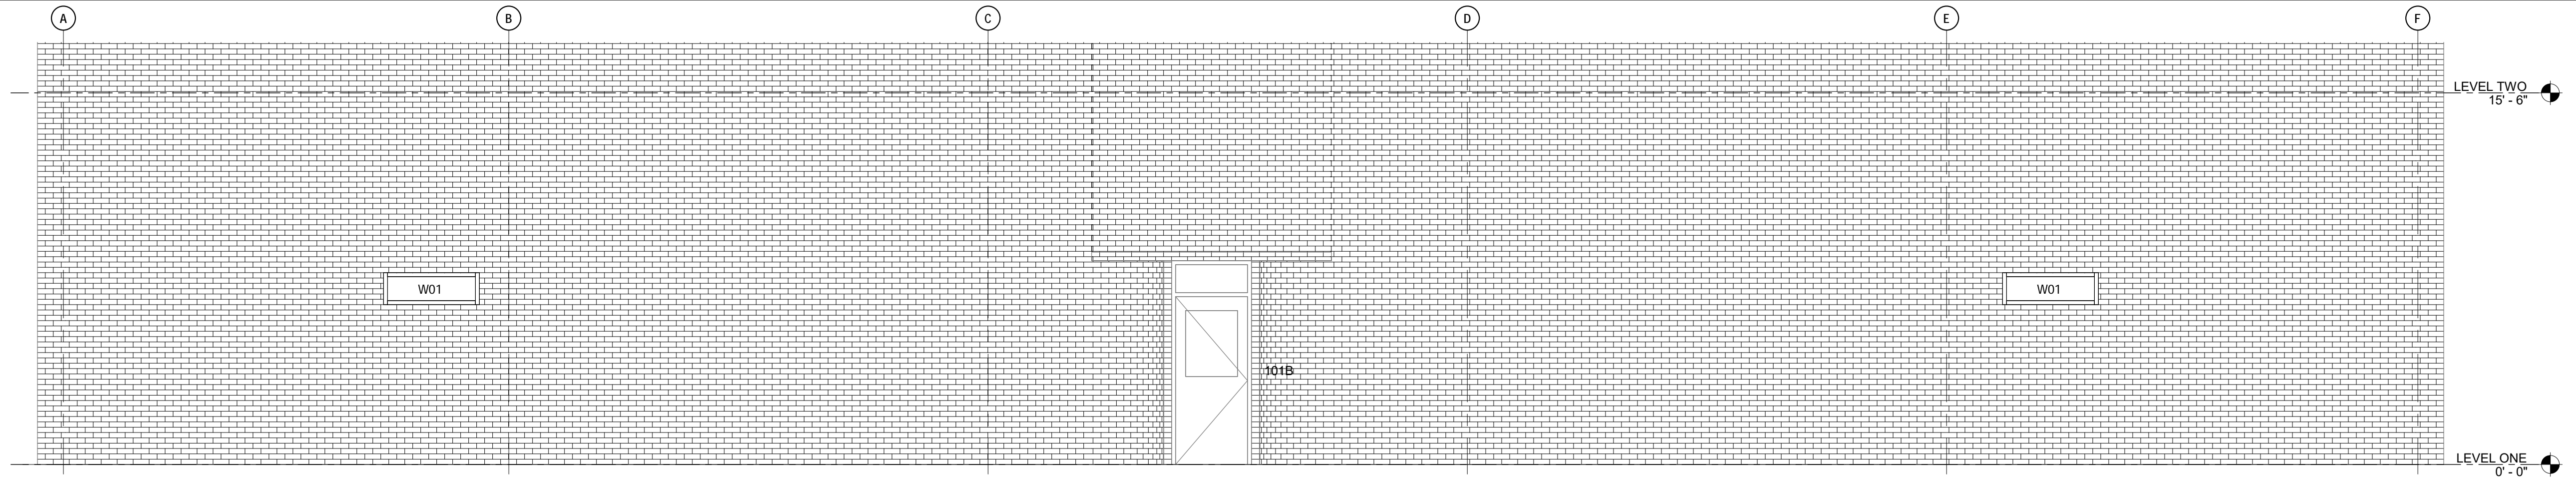 A
B
C
D
E
F
LEVEL TWO
15' - 6"
W01
W01
101B
LEVEL ONE
0' - 0"